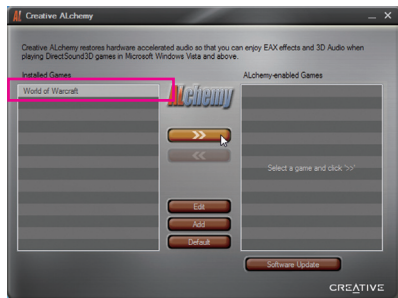 Creative ALchemy
Creative ALchemy restores hardware accelerated audio so that you can enjoy EAX effects and 3D Audio when
playing DirectSound3D games in Microsoft Windows Vista and above.
Installed Games
ALchemy-enabled Games
World of Warcraft
ALchemy
>>
<<
Select a game and click '>>'
Edit
Add
Default
Software Update
CREATIVE